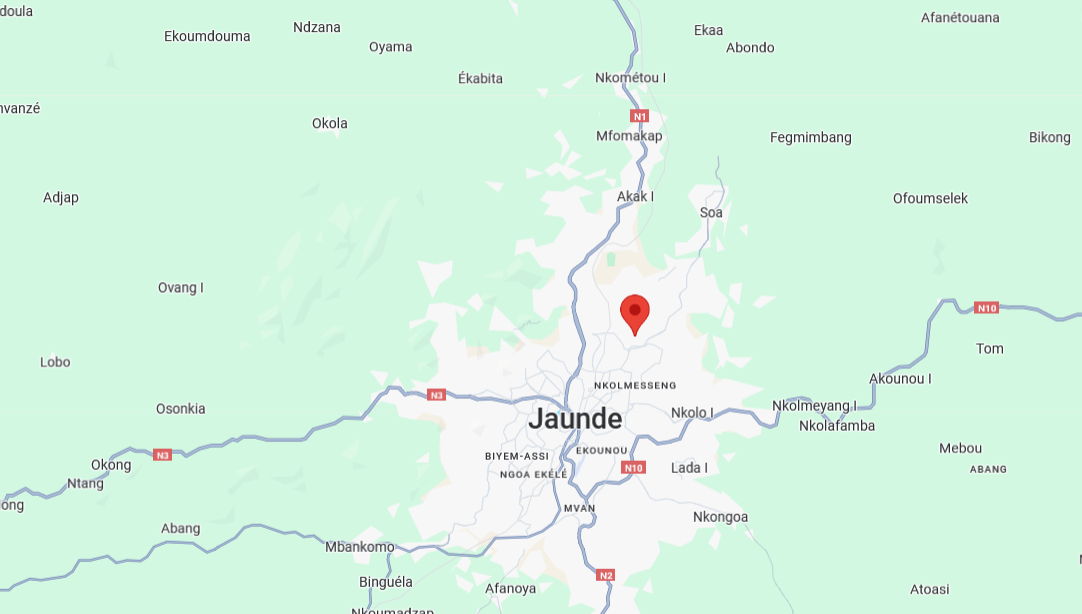 doula
Ekoumdouma
Ndzana
Oyama
Ekaa
Abondo
Afanétouana
Ékabita
Nkométou I
nvanzé
Okola
N1
Mfomakap
Fegmimbang
Bikong
Adjap
Akak I
Soa
Ofoumselek
Ovang I
N10
Lobo
Tom
Akounou I
NKOLMESSENG
N3
Osonkia
Jaunde
Nkolo I
Nkolmeyang I
Nkolafamba
N3
Okong
BIYEM-ASSI
EKOUNOU
Mebou
Ntang
NGOA EKÉLÉ
N10
Lada I
ABANG
ong
MVAN
Nkongoa
Abang
Mbankomo
Binguéla
N2
Afanoya
Atoasi
Nkoumadzap